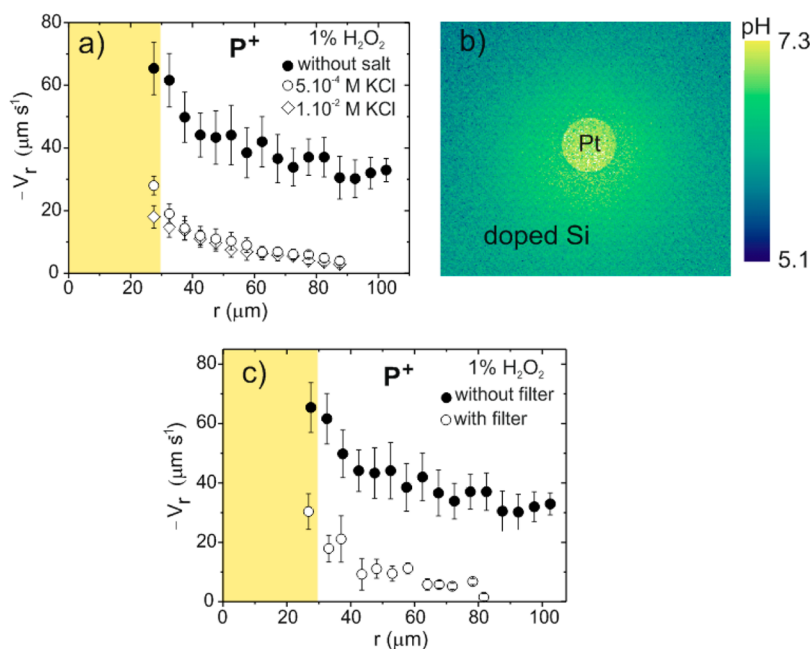 a)
P⁺
1% H₂O₂
without salt
5.10⁻⁴ M KCl
1.10⁻² M KCl
80
60
40
20
0
− Vᵣ (µm s⁻¹)
0 20 40 60 80 100
r (µm)
b)
Pt
doped Si
pH
7.3
5.1
c)
P⁺
1% H₂O₂
without filter
with filter
80
60
40
20
0
− Vᵣ (µm s⁻¹)
0 20 40 60 80 100
r (µm)